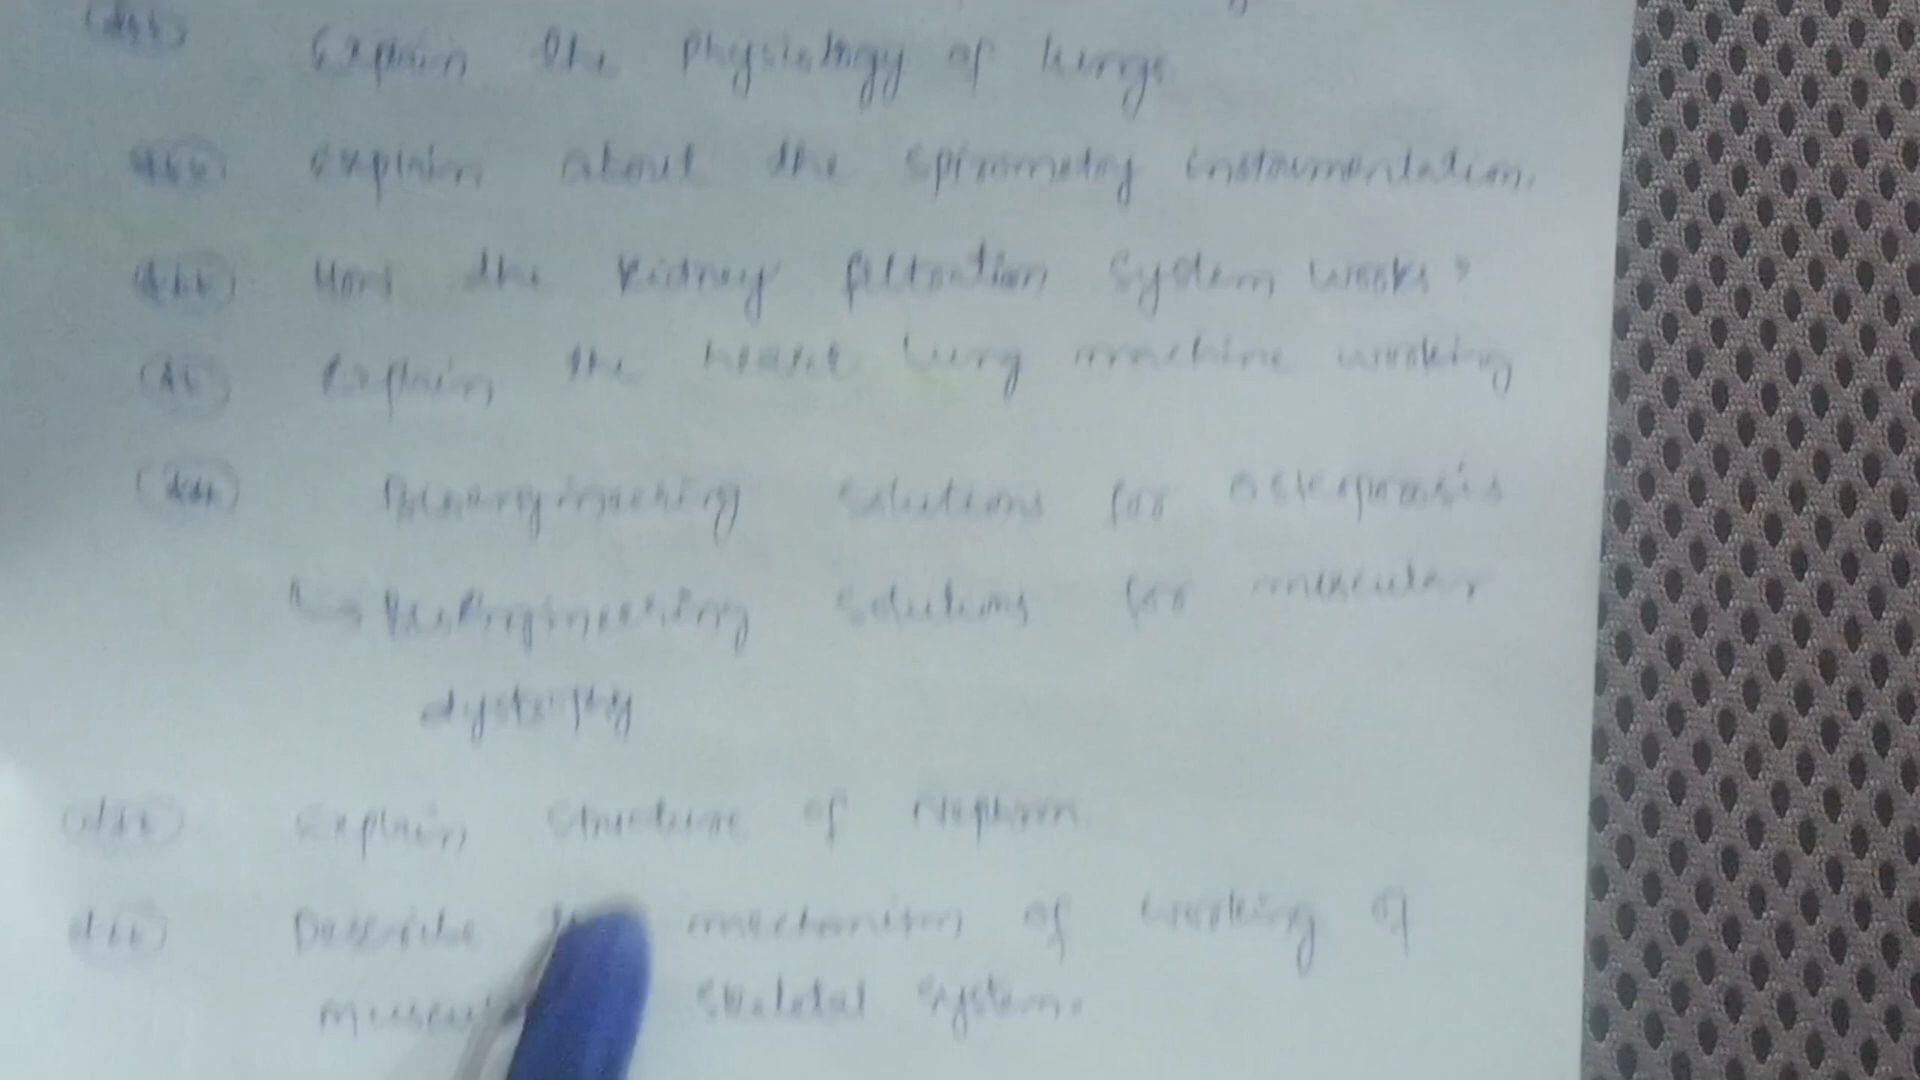 Explain the physiology of lungs
explain about the spirometry instrumentation.
How the kidney filtration system works?
Explain the heart lung machine working
Bioengineering solutions for osteoporosis
↳ BioEngineering solutions for muscular
dystrophy
explain structure of Nephron.
Describe mechanism of working of
skeletal system.